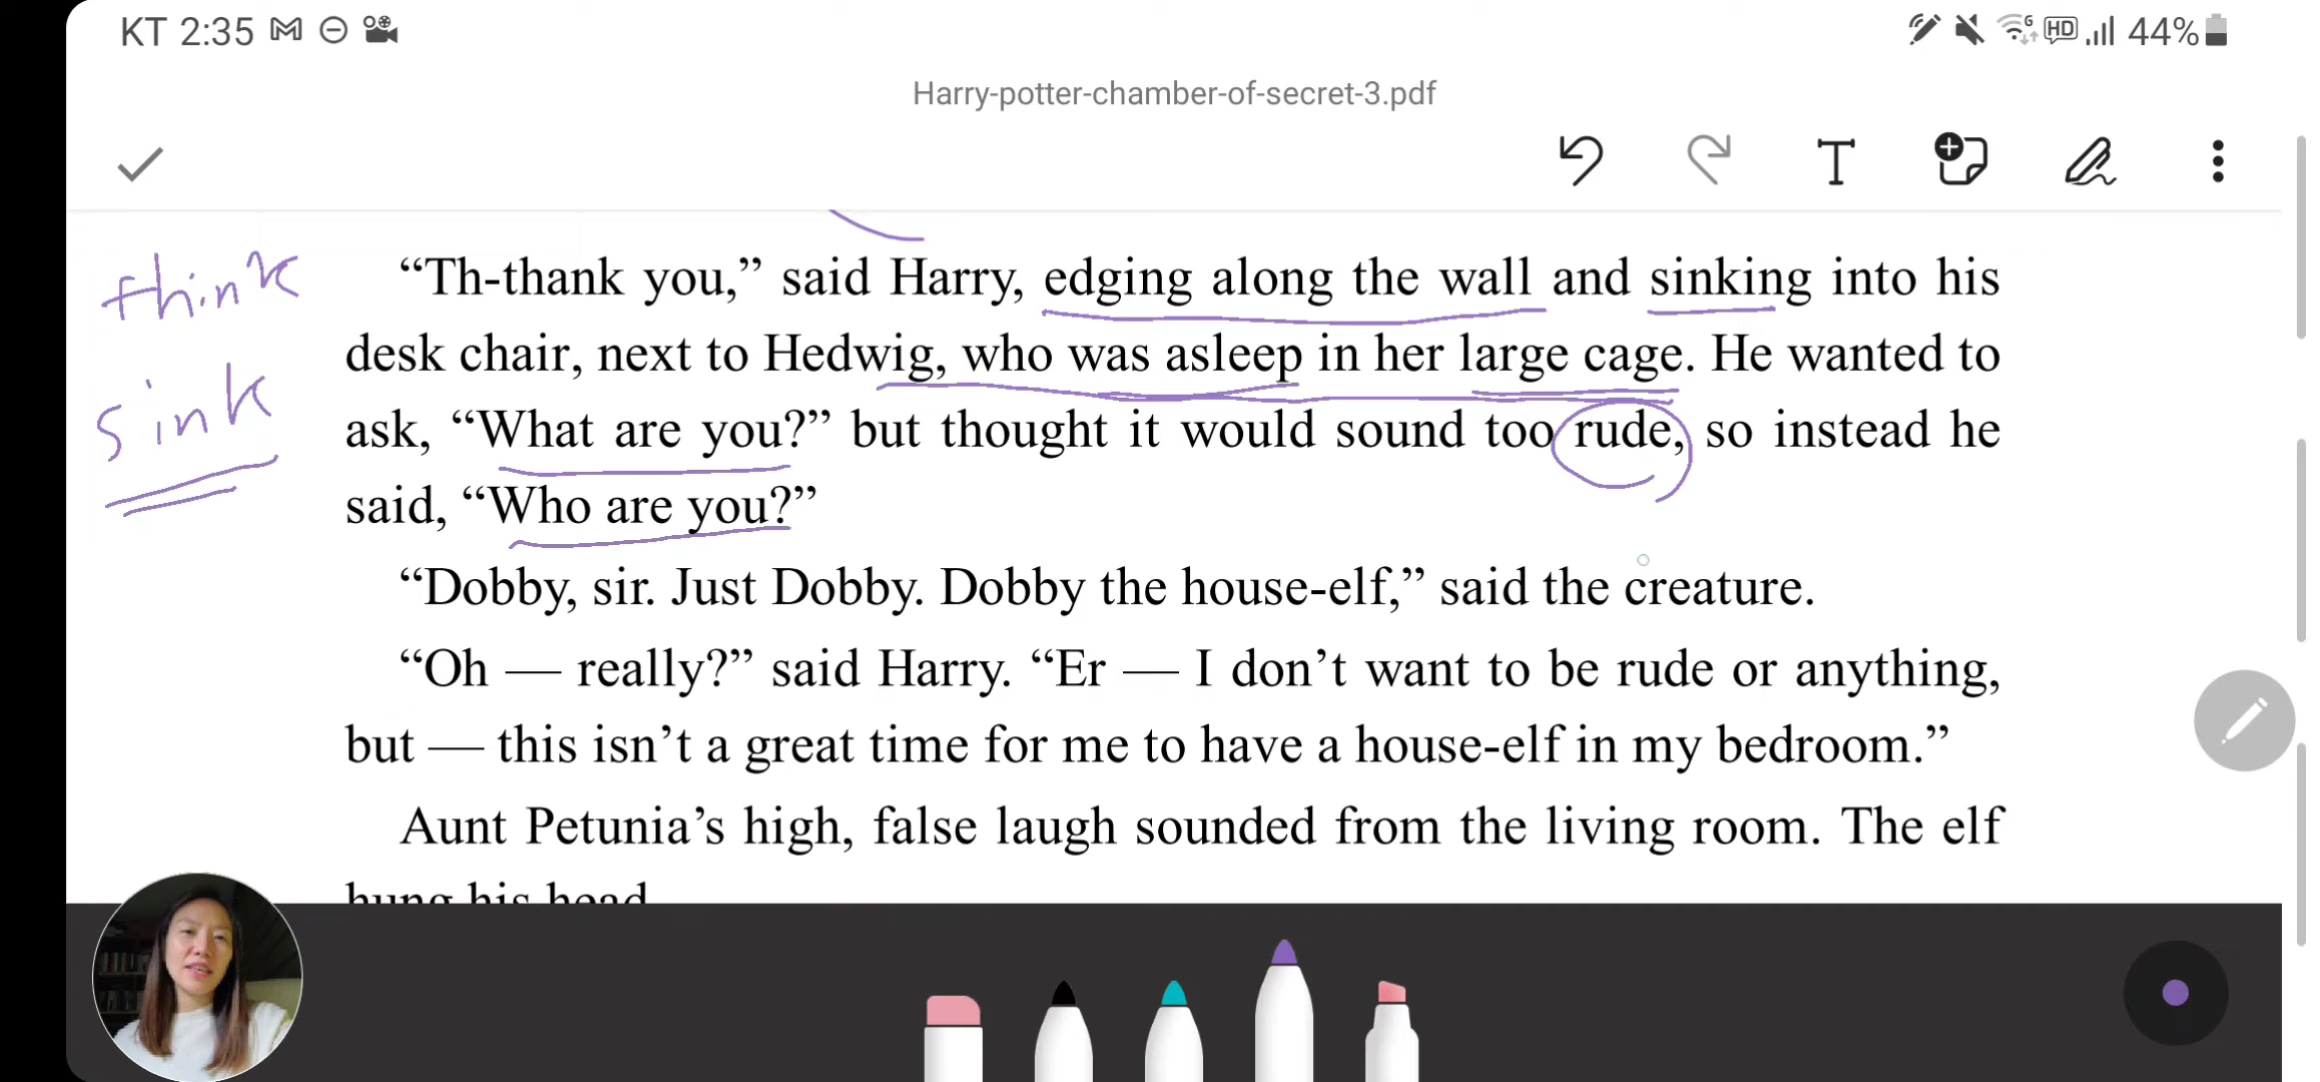 KT 2:35
HD 44%
Harry-potter-chamber-of-secret-3.pdf
T
“Th-thank you,” said Harry, edging along the wall and sinking into his
desk chair, next to Hedwig, who was asleep in her large cage. He wanted to
ask, “What are you?” but thought it would sound too rude, so instead he
said, “Who are you?”
think
sink
“Dobby, sir. Just Dobby. Dobby the house-elf,” said the creature.
“Oh — really?” said Harry. “Er — I don’t want to be rude or anything,
but — this isn’t a great time for me to have a house-elf in my bedroom.”
Aunt Petunia’s high, false laugh sounded from the living room. The elf
hung his head